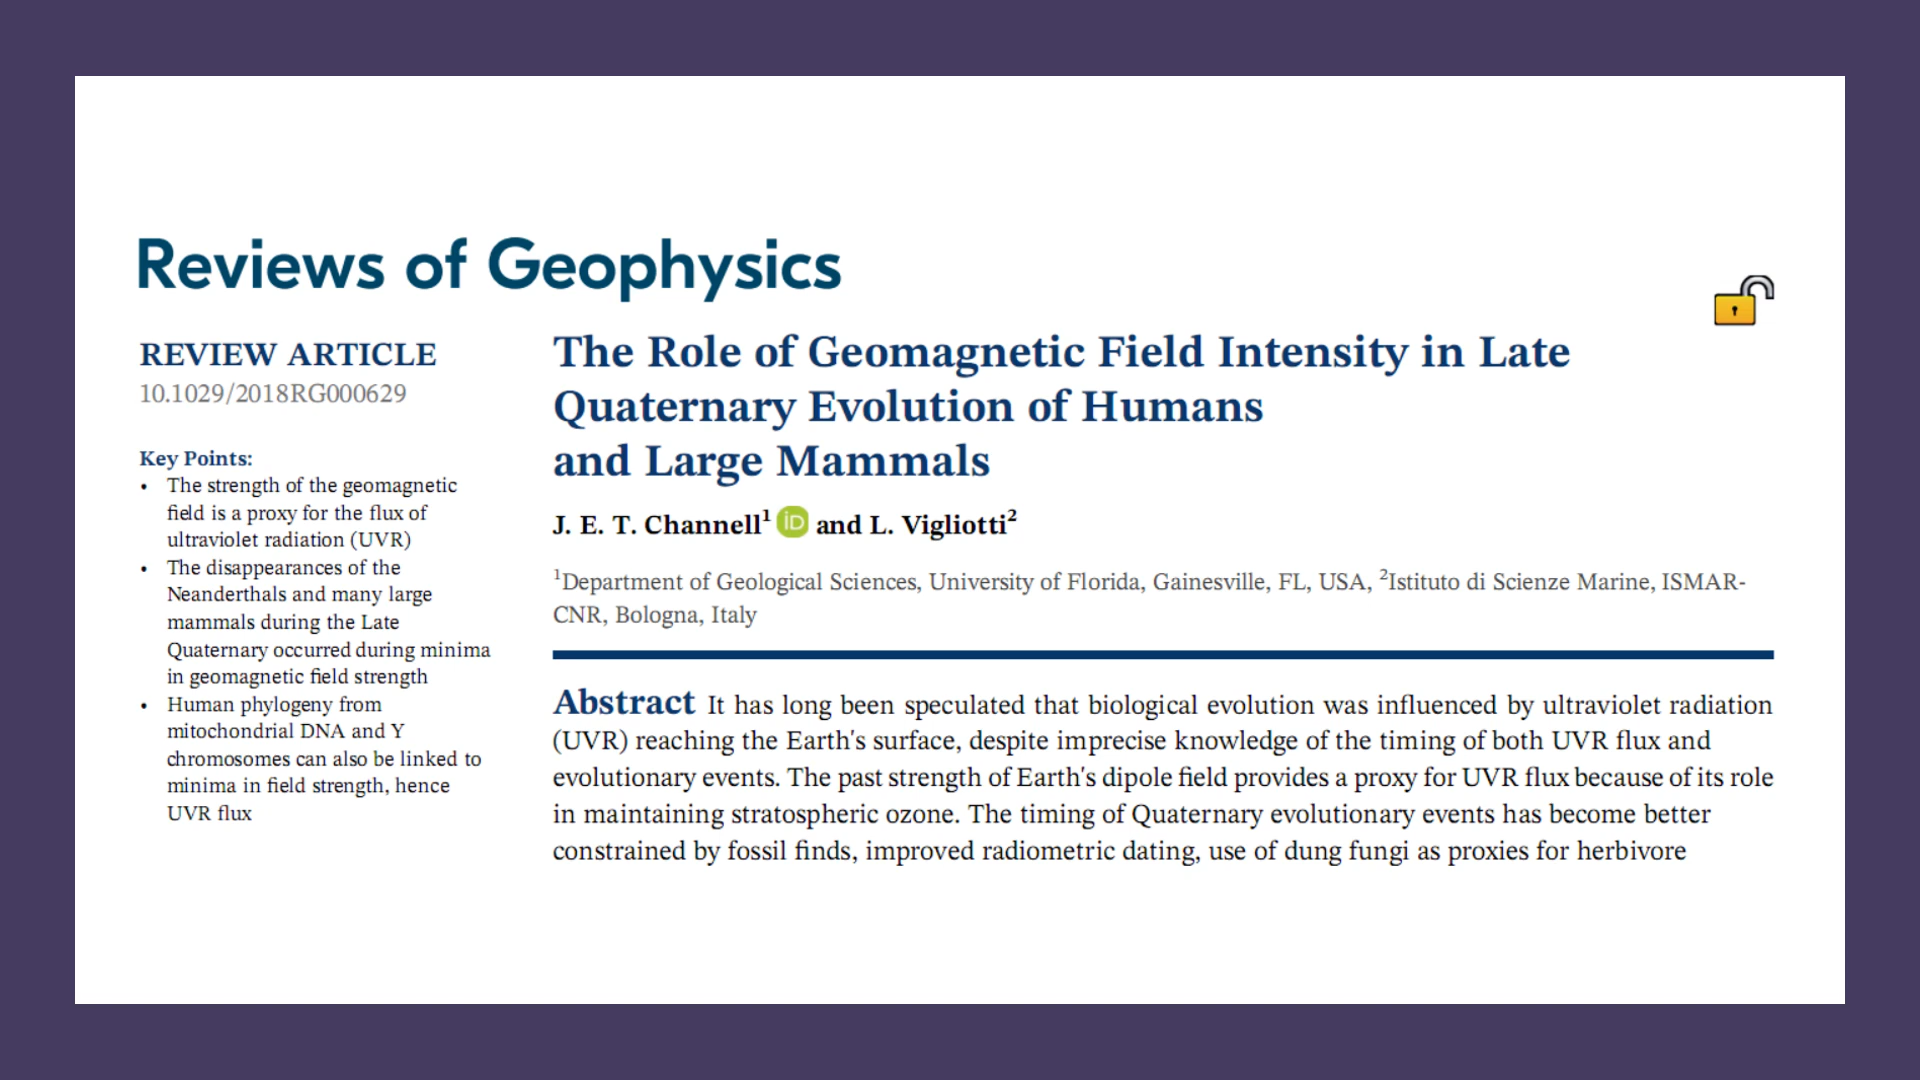 Reviews of Geophysics
REVIEW ARTICLE
10.1029/2018RG000629
Key Points:
• The strength of the geomagnetic
field is a proxy for the flux of
ultraviolet radiation (UVR)
• The disappearances of the
Neanderthals and many large
mammals during the Late
Quaternary occurred during minima
in geomagnetic field strength
• Human phylogeny from
mitochondrial DNA and Y
chromosomes can also be linked to
minima in field strength, hence
UVR flux
The Role of Geomagnetic Field Intensity in Late
Quaternary Evolution of Humans
and Large Mammals
J. E. T. Channell¹ iD and L. Vigliotti²
¹Department of Geological Sciences, University of Florida, Gainesville, FL, USA, ²Istituto di Scienze Marine, ISMAR-
CNR, Bologna, Italy
Abstract It has long been speculated that biological evolution was influenced by ultraviolet radiation
(UVR) reaching the Earth's surface, despite imprecise knowledge of the timing of both UVR flux and
evolutionary events. The past strength of Earth's dipole field provides a proxy for UVR flux because of its role
in maintaining stratospheric ozone. The timing of Quaternary evolutionary events has become better
constrained by fossil finds, improved radiometric dating, use of dung fungi as proxies for herbivore